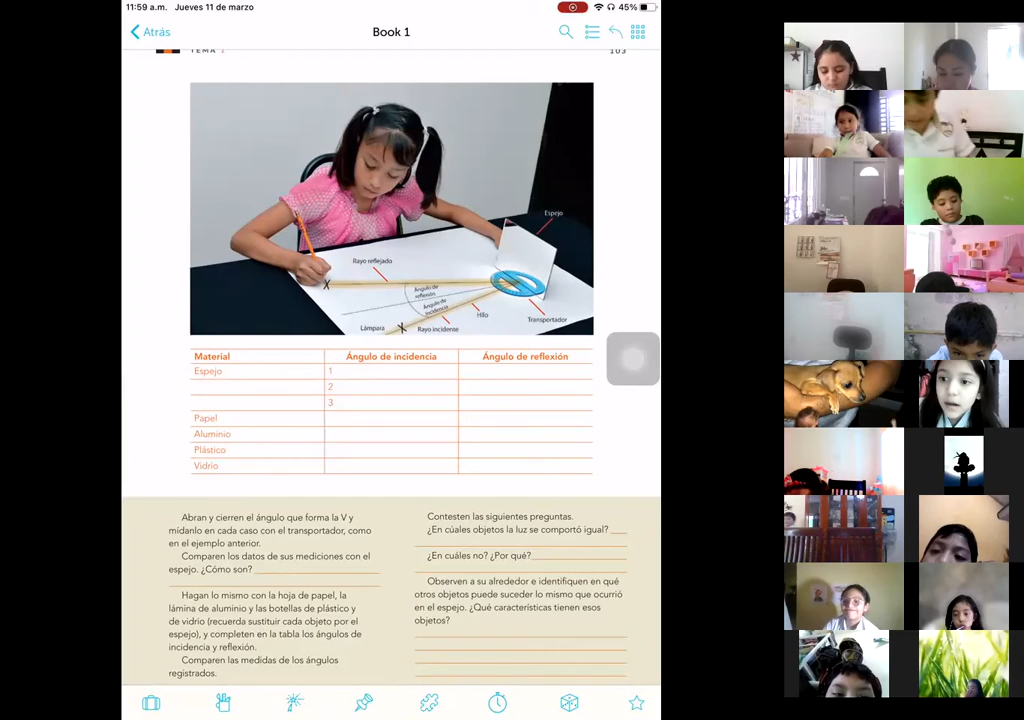 11:59 a.m. Jueves 11 de marzo
45%
Atrás
Book 1
TEMA 2
103
Espejo
Rayo reflejado
Ángulo de
reflexión
Ángulo de
incidencia
Hilo
Transportador
Lámpara
Rayo incidente
Material Ángulo de incidencia Ángulo de reflexión
Espejo 1
2
3
Papel
Aluminio
Plástico
Vidrio
Abran y cierren el ángulo que forma la V y
mídanlo en cada caso con el transportador, como
en el ejemplo anterior.
Comparen los datos de sus mediciones con el
espejo. ¿Cómo son?
Hagan lo mismo con la hoja de papel, la
lámina de aluminio y las botellas de plástico y
de vidrio (recuerda sustituir cada objeto por el
espejo), y completen en la tabla los ángulos de
incidencia y reflexión.
Comparen las medidas de los ángulos
registrados.
Contesten las siguientes preguntas.
¿En cúales objetos la luz se comportó igual?
¿En cuáles no? ¿Por qué?
Observen a su alrededor e identifiquen en qué
otros objetos puede suceder lo mismo que ocurrió
en el espejo. ¿Qué características tienen esos
objetos?